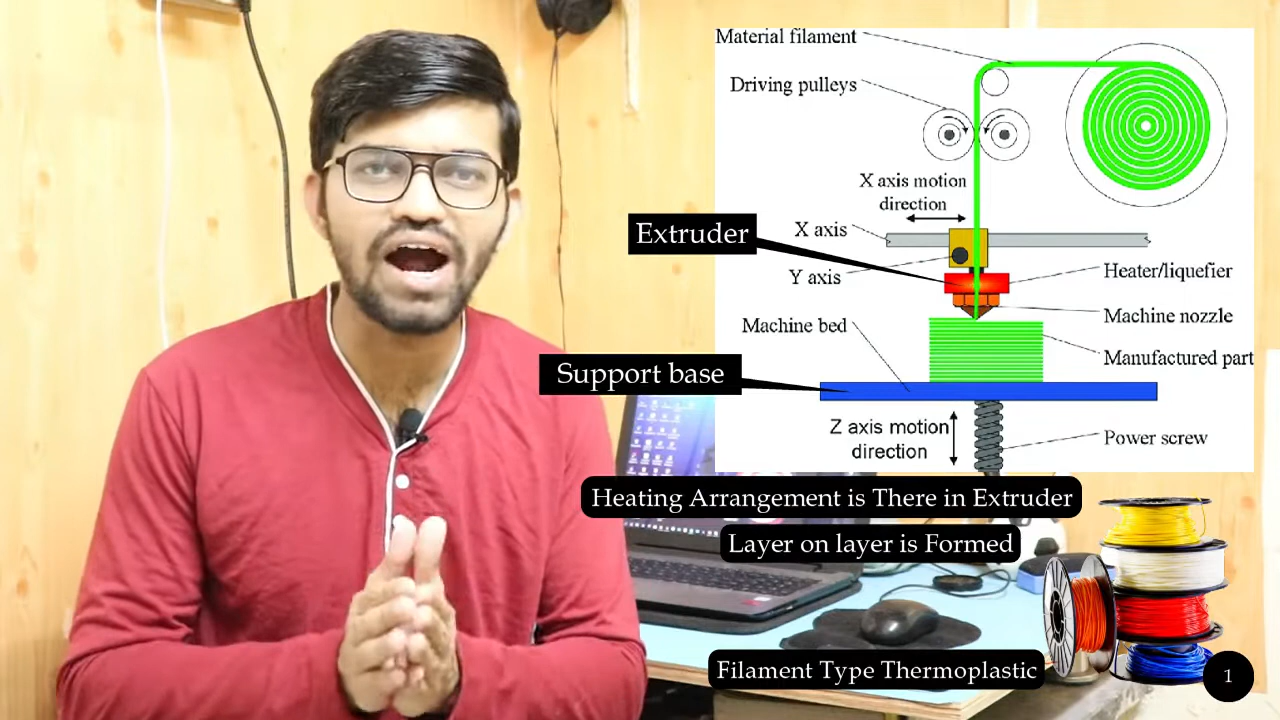 Material filament
Driving pulleys
X axis motion
direction
Extruder
X axis
Y axis
Heater/liquefier
Machine nozzle
Machine bed
Manufactured part
Support base
Z axis motion
direction
Power screw
Heating Arrangement is There in Extruder
Layer on layer is Formed
Filament Type Thermoplastic
1